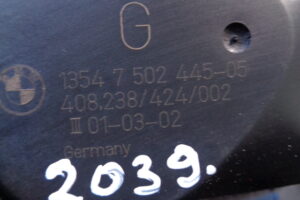 G
1354 7 502 445-05
408.238/424/002
III 01-03-02
Germany
2039.